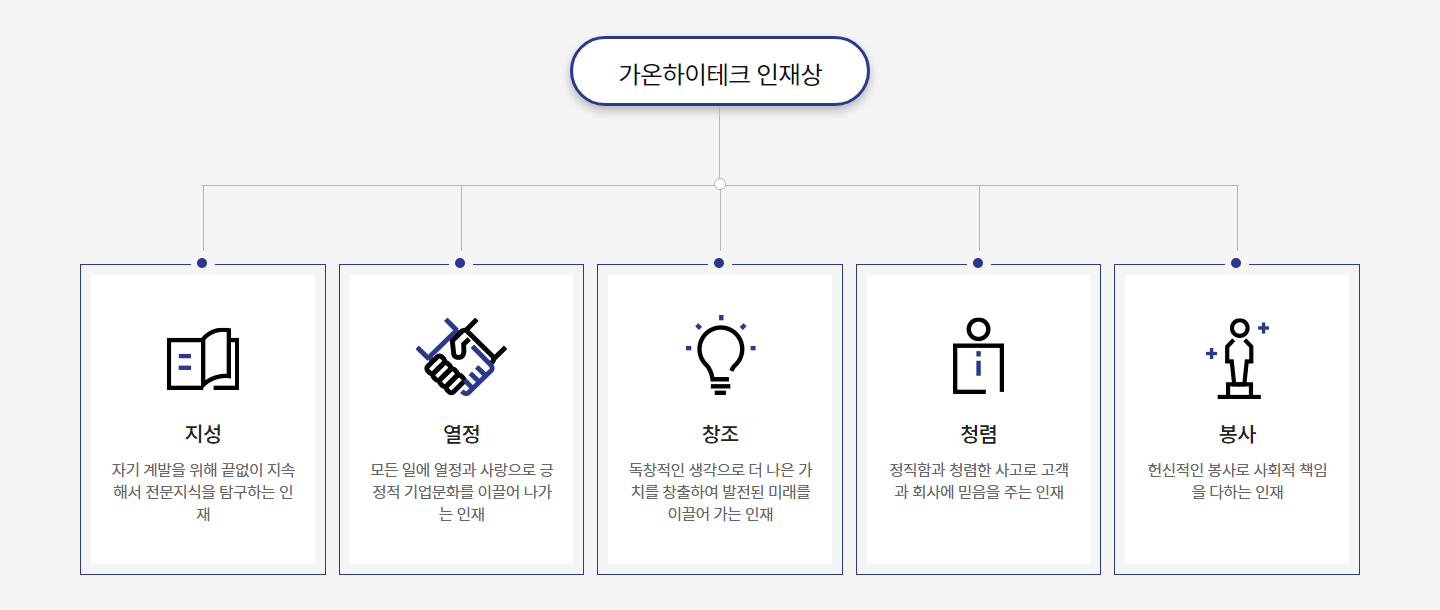 가온하이테크 인재상
지성
자기 계발을 위해 끝없이 지속
해서 전문지식을 탐구하는 인
재
열정
모든 일에 열정과 사랑으로 긍
정적 기업문화를 이끌어 나가
는 인재
창조
독창적인 생각으로 더 나은 가
치를 창출하여 발전된 미래를
이끌어 가는 인재
청렴
정직함과 청렴한 사고로 고객
과 회사에 믿음을 주는 인재
봉사
헌신적인 봉사로 사회적 책임
을 다하는 인재